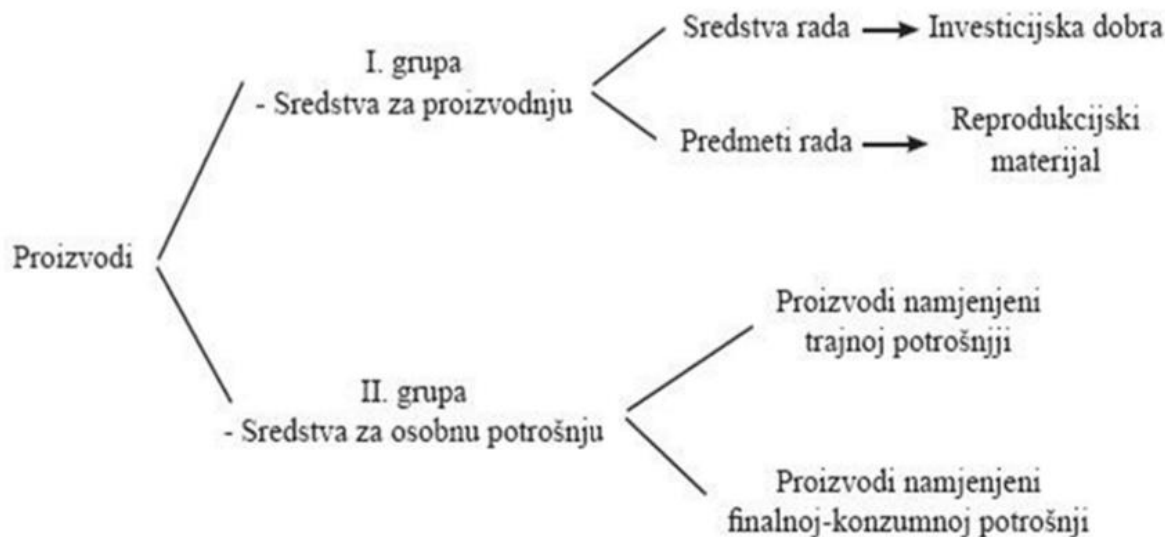 Sredstva rada
Investicijska dobra
I. grupa
- Sredstva za proizvodnju
Predmeti rada
Reprodukcijski
materijal
Proizvodi
Proizvodi namjenjeni
trajnoj potrošnjji
II. grupa
- Sredstva za osobnu potrošnju
Proizvodi namjenjeni
finalnoj-konzumnoj potrošnji